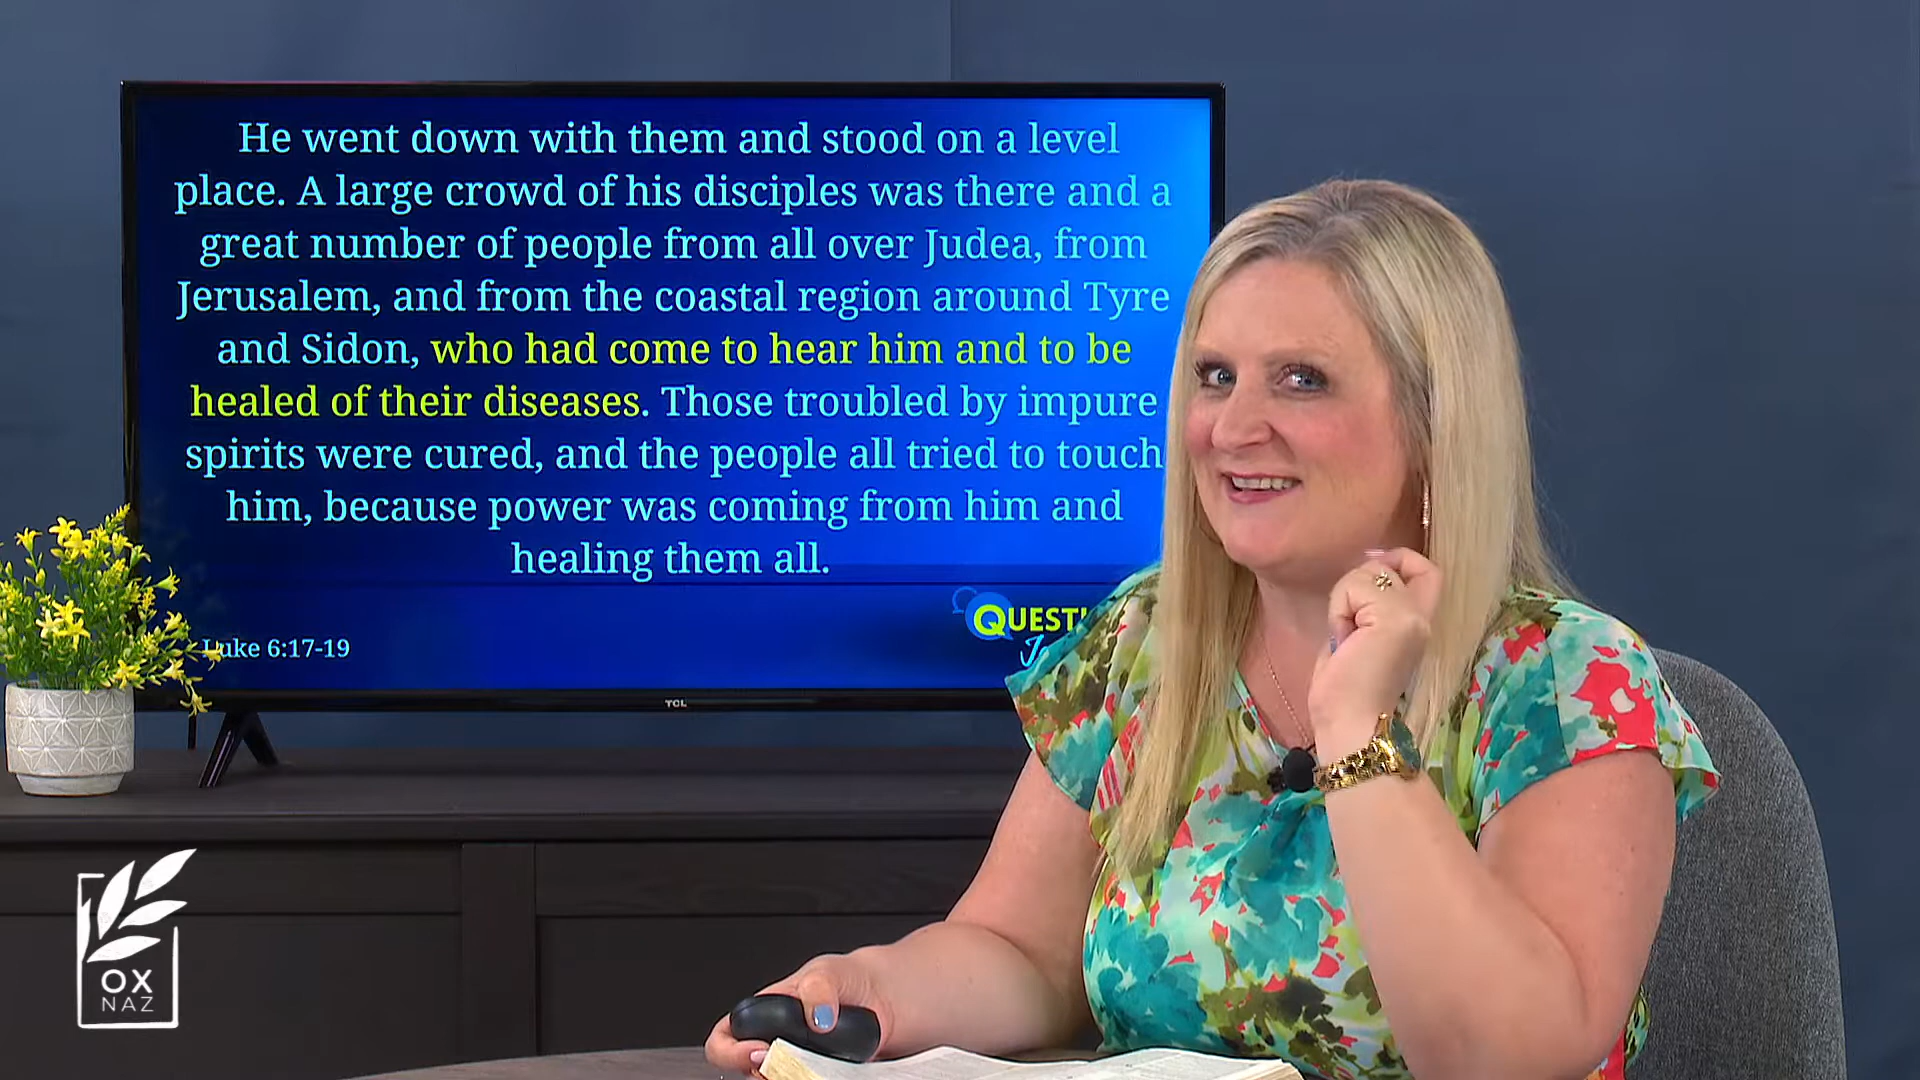 He went down with them and stood on a level
place. A large crowd of his disciples was there and a
great number of people from all over Judea, from
Jerusalem, and from the coastal region around Tyre
and Sidon, who had come to hear him and to be
healed of their diseases. Those troubled by impure
spirits were cured, and the people all tried to touch
him, because power was coming from him and
healing them all.
Luke 6:17-19
TCL
OX
NAZ